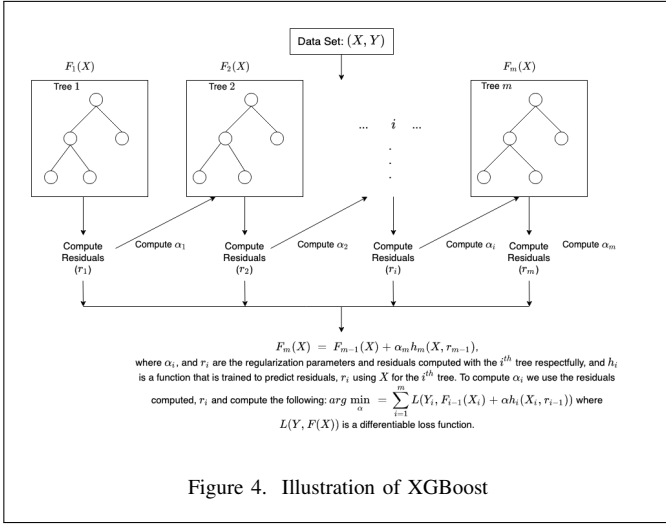 Data Set: (X, Y)
F₁(X) F₂(X) Fₘ(X)
Tree 1 Tree 2 Tree m
... i ...
.
.
.
Compute Residuals (r₁)
Compute α₁
Compute Residuals (r₂)
Compute α₂
Compute Residuals (rᵢ)
Compute αᵢ
Compute Residuals (rₘ)
Compute αₘ
Fₘ(X) = Fₘ₋₁(X) + αₘhₘ(X, rₘ₋₁),
where αᵢ, and rᵢ are the regularization parameters and residuals computed with the iᵗʰ tree respectfully, and hᵢ
is a function that is trained to predict residuals, rᵢ using X for the iᵗʰ tree. To compute αᵢ we use the residuals
computed, rᵢ and compute the following: arg min_α = ∑_{i=1}^{m} L(Yᵢ, Fᵢ₋₁(Xᵢ) + αhᵢ(Xᵢ, rᵢ₋₁)) where
L(Y, F(X)) is a differentiable loss function.
Figure 4. Illustration of XGBoost